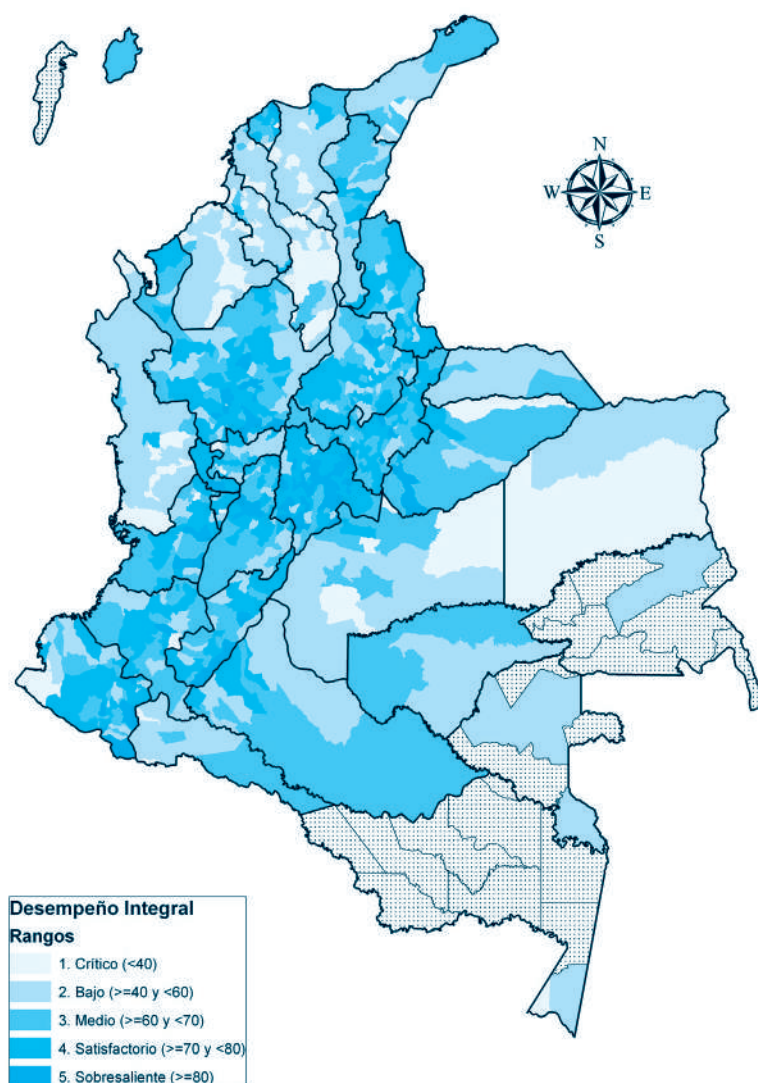 N
W E
S
Desempeño Integral
Rangos
1. Crítico (<40)
2. Bajo (>=40 y <60)
3. Medio (>=60 y <70)
4. Satisfactorio (>=70 y <80)
5. Sobresaliente (>=80)